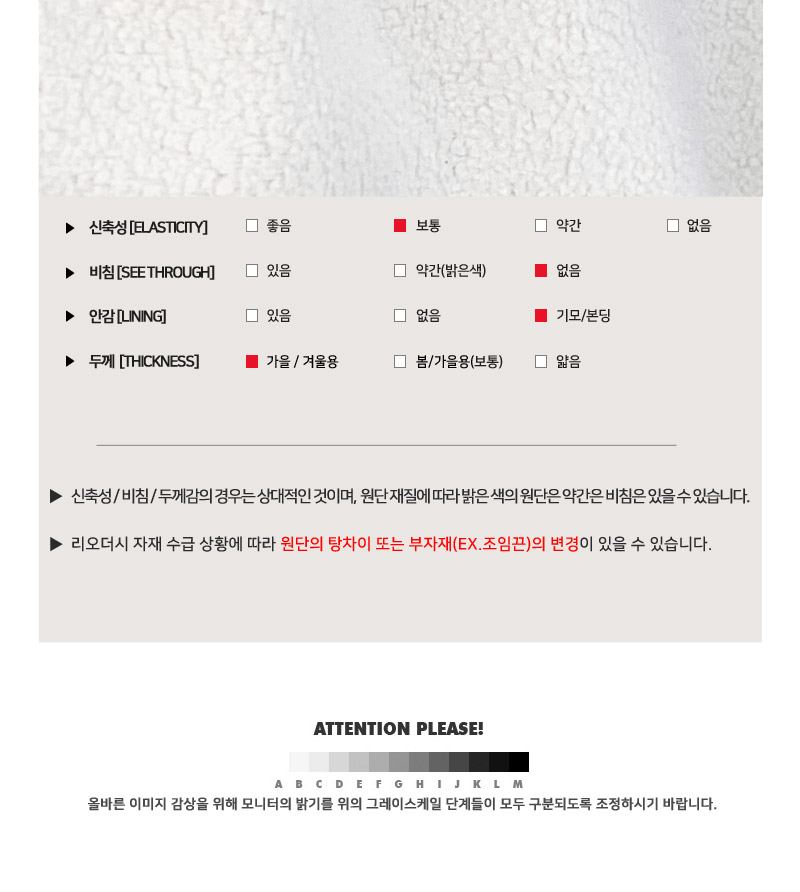 ▶ 신축성 [ELASTICITY] □ 좋음 ■ 보통 □ 약간 □ 없음
▶ 비침 [SEE THROUGH] □ 있음 □ 약간(밝은색) ■ 없음
▶ 안감 [LINING] □ 있음 □ 없음 ■ 기모/본딩
▶ 두께 [THICKNESS] ■ 가을 / 겨울용 □ 봄/가을용(보통) □ 얇음
▶ 신축성 / 비침 / 두께감의 경우는 상대적인 것이며, 원단 재질에 따라 밝은 색의 원단은 약간은 비침은 있을 수 있습니다.
▶ 리오더시 자재 수급 상황에 따라 원단의 탕차이 또는 부자재(EX.조임끈)의 변경이 있을 수 있습니다.
ATTENTION PLEASE!
A B C D E F G H I J K L M
올바른 이미지 감상을 위해 모니터의 밝기를 위의 그레이스케일 단계들이 모두 구분되도록 조정하시기 바랍니다.